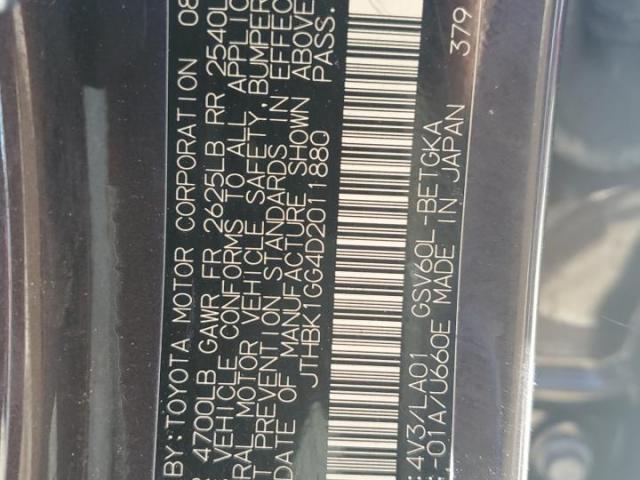 BY:TOYOTA MOTOR CORPORATION 08
4700LB GAWR FR 2625LB RR 2540L
VEHICLE CONFORMS TO ALL APPLIC
ERAL MOTOR VEHICLE SAFETY, BUMPER
T PREVENTION STANDARDS IN EFFEC
DATE OF MANUFACTURE SHOWN ABOVE
JTHBK1GG4D2011880 PASS.
4V3/LA01 GSV60L-BETGKA
-01A/U660E MADE IN JAPAN 379